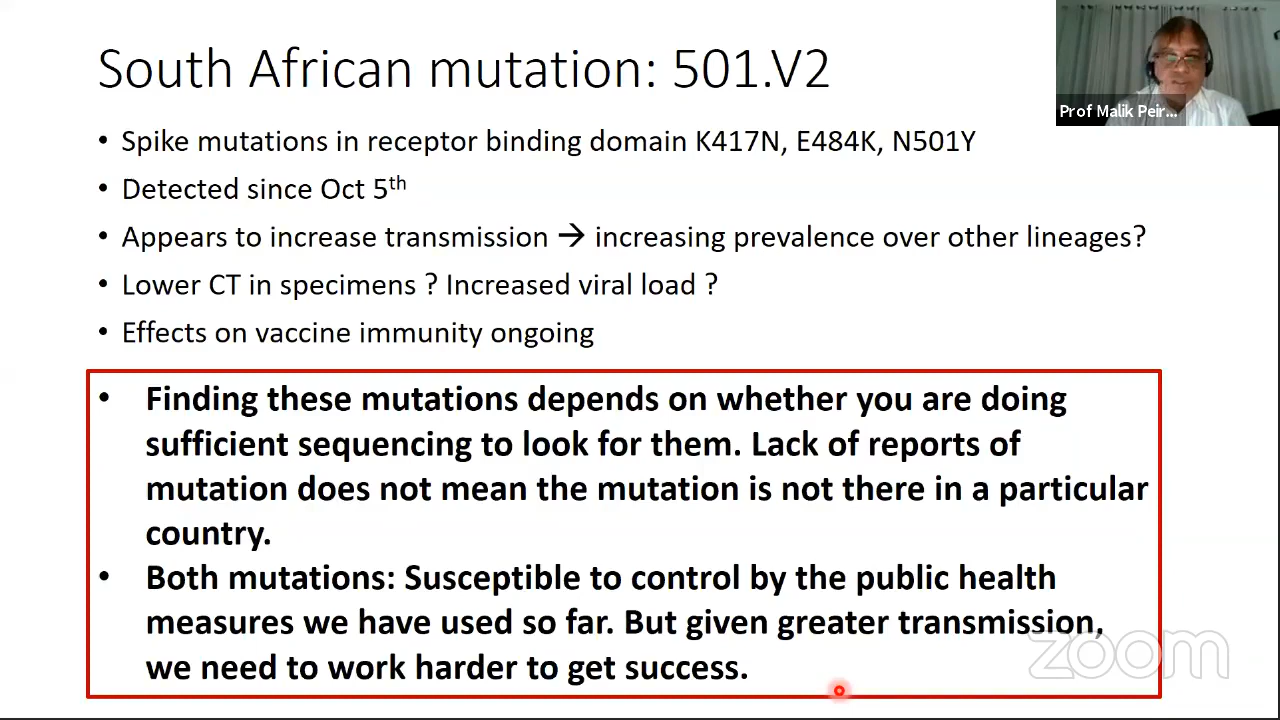 South African mutation: 501.V2
Prof Malik Peir...
• Spike mutations in receptor binding domain K417N, E484K, N501Y
• Detected since Oct 5th
• Appears to increase transmission → increasing prevalence over other lineages?
• Lower CT in specimens ? Increased viral load ?
• Effects on vaccine immunity ongoing
• Finding these mutations depends on whether you are doing
sufficient sequencing to look for them. Lack of reports of
mutation does not mean the mutation is not there in a particular
country.
• Both mutations: Susceptible to control by the public health
measures we have used so far. But given greater transmission,
we need to work harder to get success.
zoom